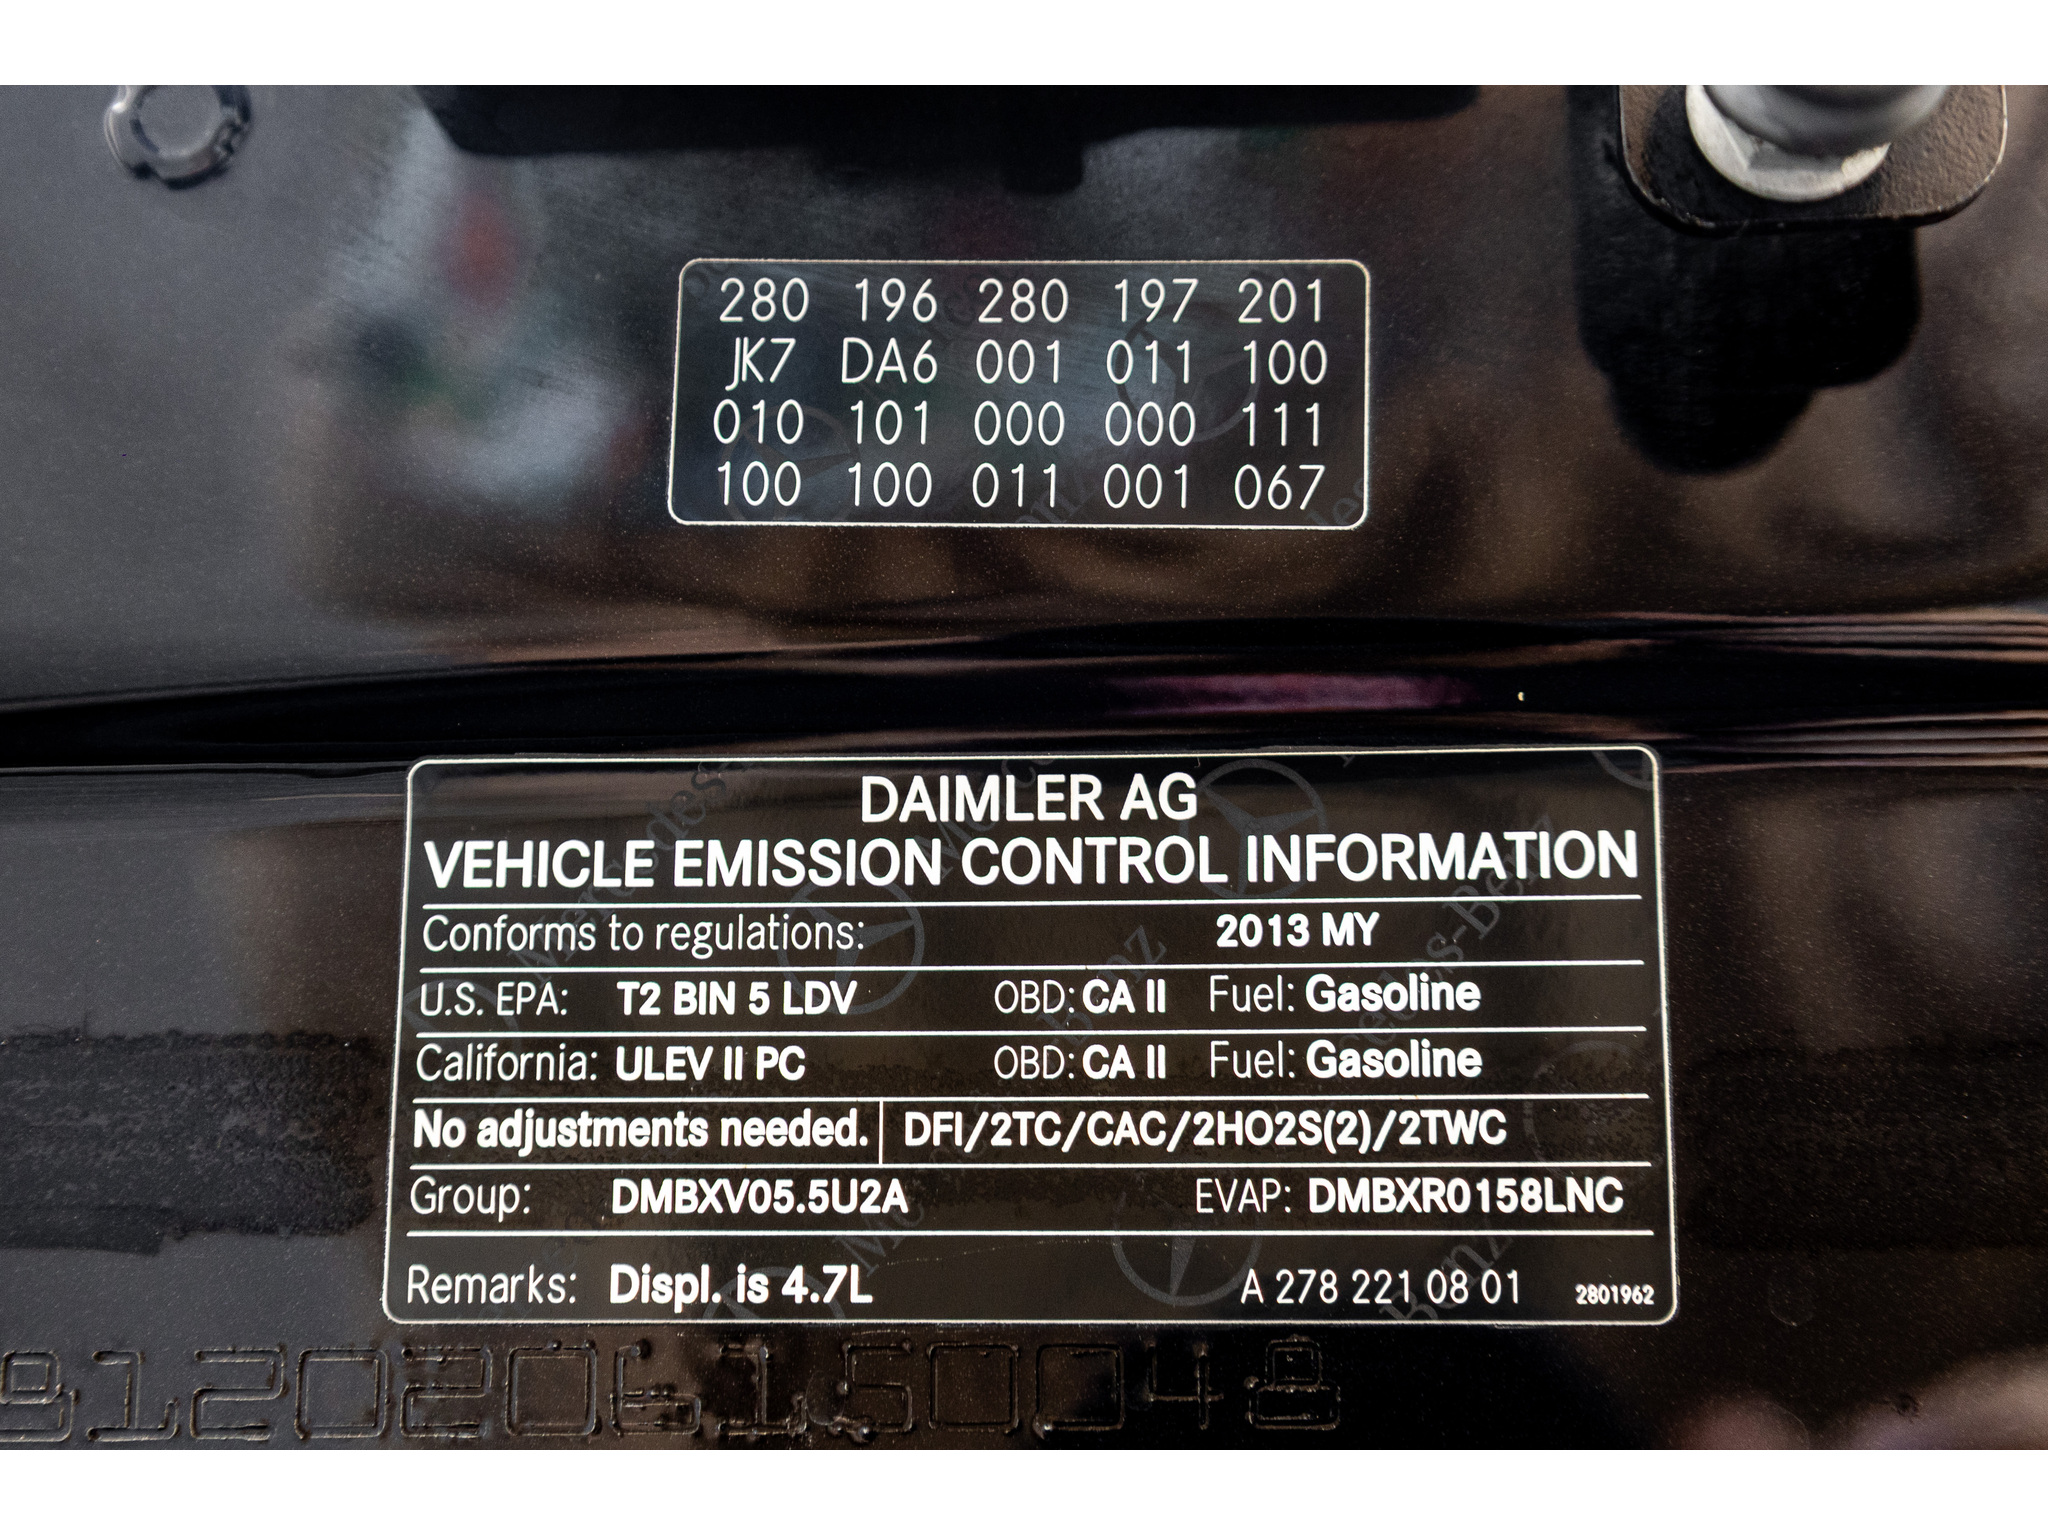 280 196 280 197 201
JK7 DA6 001 011 100
010 101 000 000 111
100 100 011 001 067
DAIMLER AG
VEHICLE EMISSION CONTROL INFORMATION
Conforms to regulations: 2013 MY
U.S. EPA: T2 BIN 5 LDV OBD: CA II Fuel: Gasoline
California: ULEV II PC OBD: CA II Fuel: Gasoline
No adjustments needed. DFI/2TC/CAC/2HO2S(2)/2TWC
Group: DMBXV05.5U2A EVAP: DMBXR0158LNC
Remarks: Displ. is 4.7L A 278 221 08 01 2801962
9120206150048